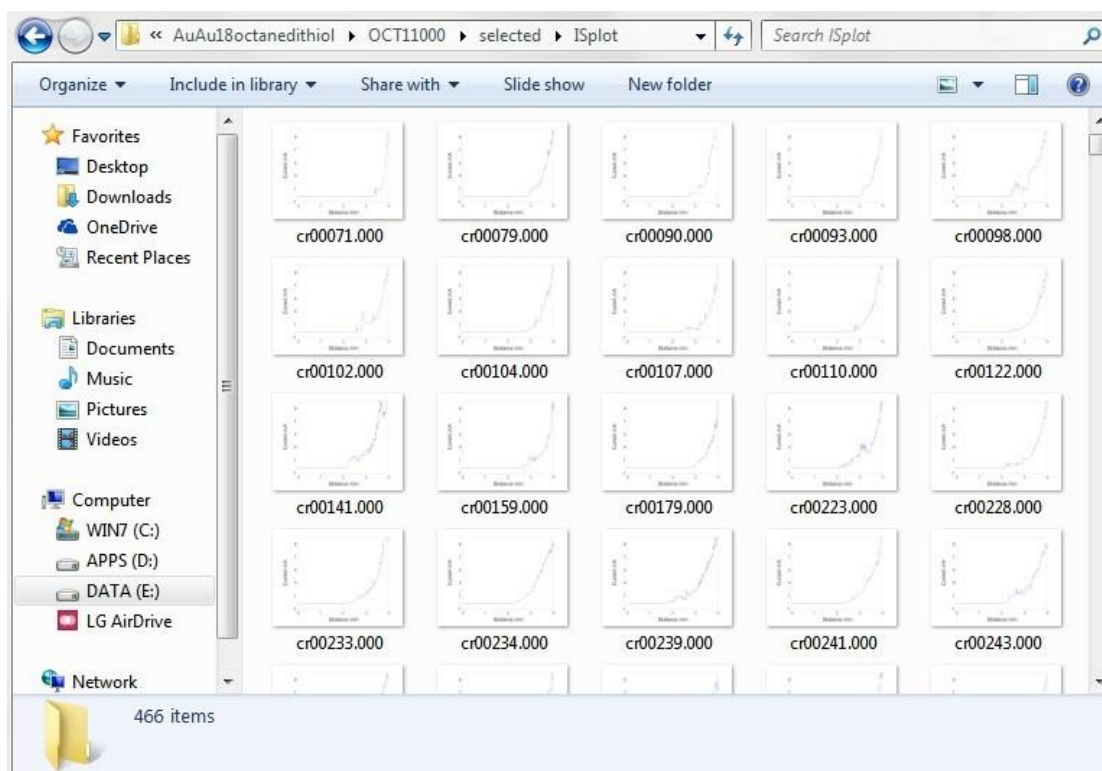 « AuAu18octanedithiol ▸ OCT11000 ▸ selected ▸ ISplot
Search ISplot
Organize ▾ Include in library ▾ Share with ▾ Slide show New folder
Favorites
Desktop
Downloads
OneDrive
Recent Places
Libraries
Documents
Music
Pictures
Videos
Computer
WIN7 (C:)
APPS (D:)
DATA (E:)
LG AirDrive
Network
cr00071.000 cr00079.000 cr00090.000 cr00093.000 cr00098.000
cr00102.000 cr00104.000 cr00107.000 cr00110.000 cr00122.000
cr00141.000 cr00159.000 cr00179.000 cr00223.000 cr00228.000
cr00233.000 cr00234.000 cr00239.000 cr00241.000 cr00243.000
466 items